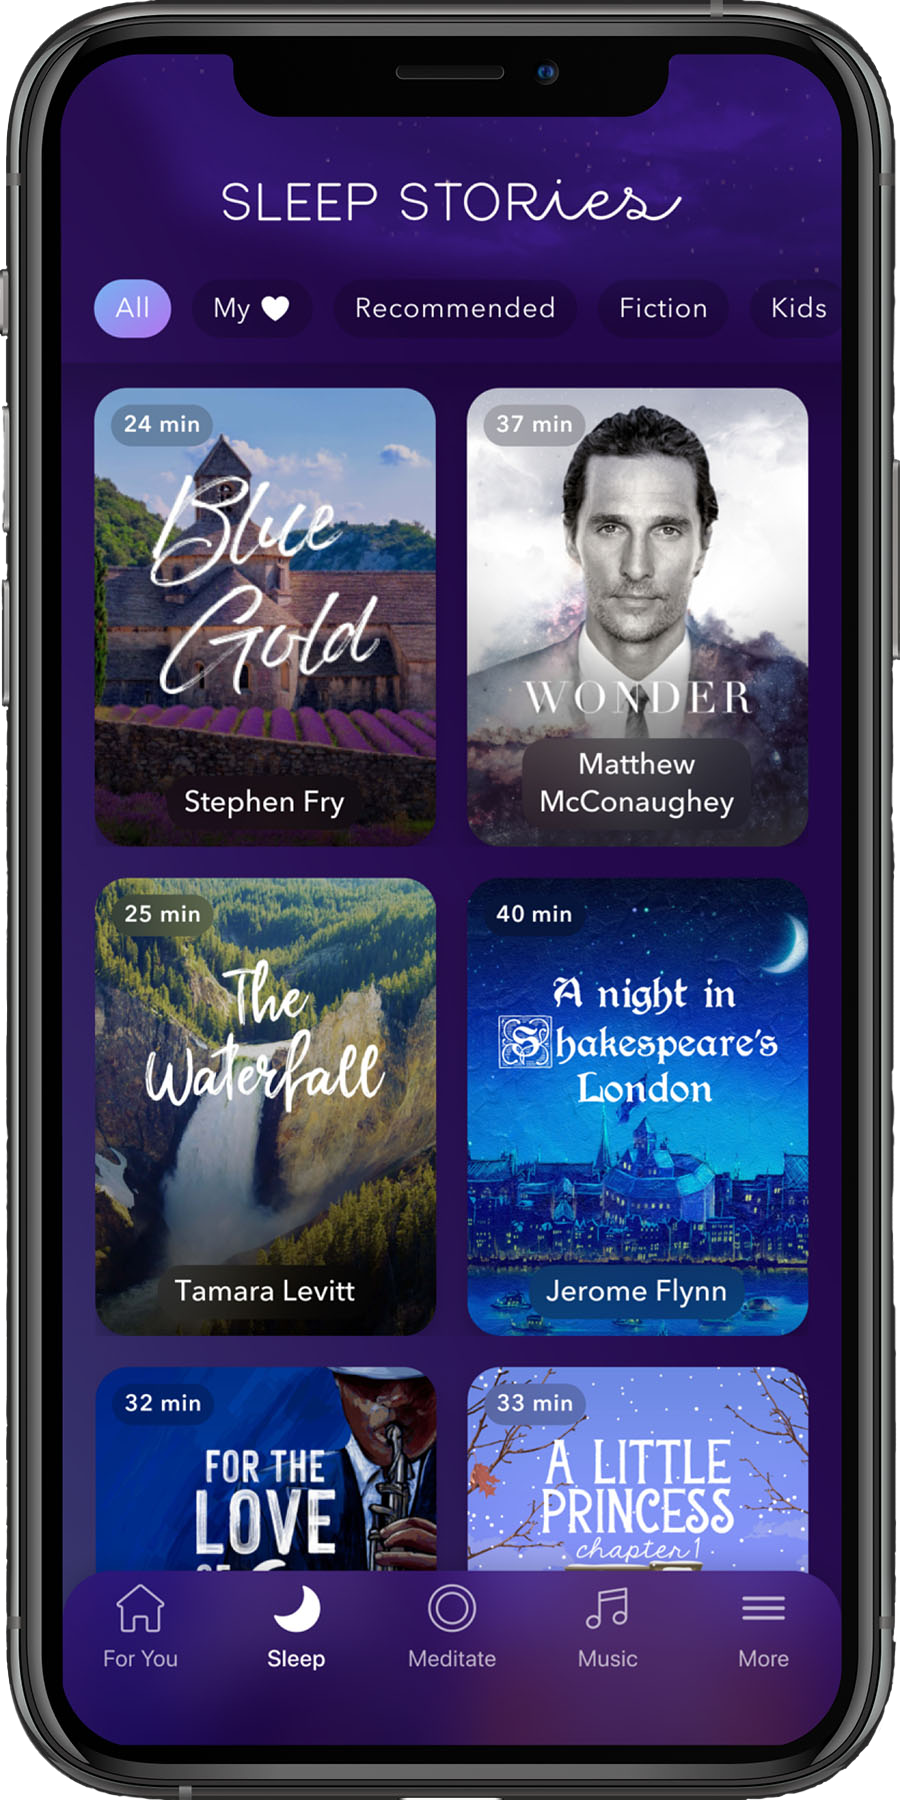 SLEEP STORies
All My Recommended Fiction Kids
24 min
Blue
Gold
Stephen Fry
37 min
WONDER
Matthew
McConaughey
25 min
The
Waterfall
Tamara Levitt
40 min
A night in
Shakespeare's
London
Jerome Flynn
32 min
FOR THE
LOVE
33 min
A LITTLE
PRINCESS
chapter 1
For You Sleep Meditate Music More